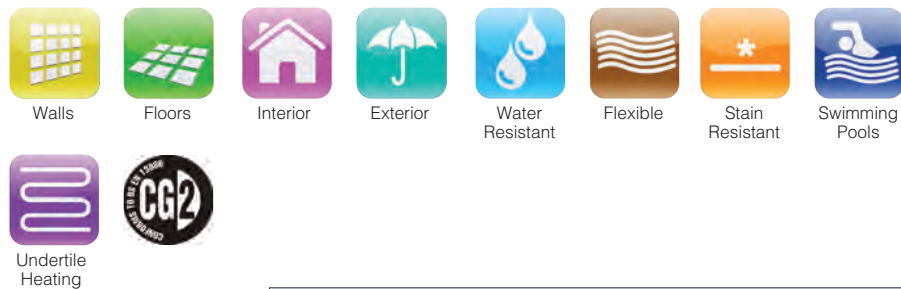 Walls
Floors
Interior
Exterior
Water
Resistant
Flexible
Stain
Resistant
Swimming
Pools
Undertile
Heating
CONFORMS TO BS EN 13888
CG2